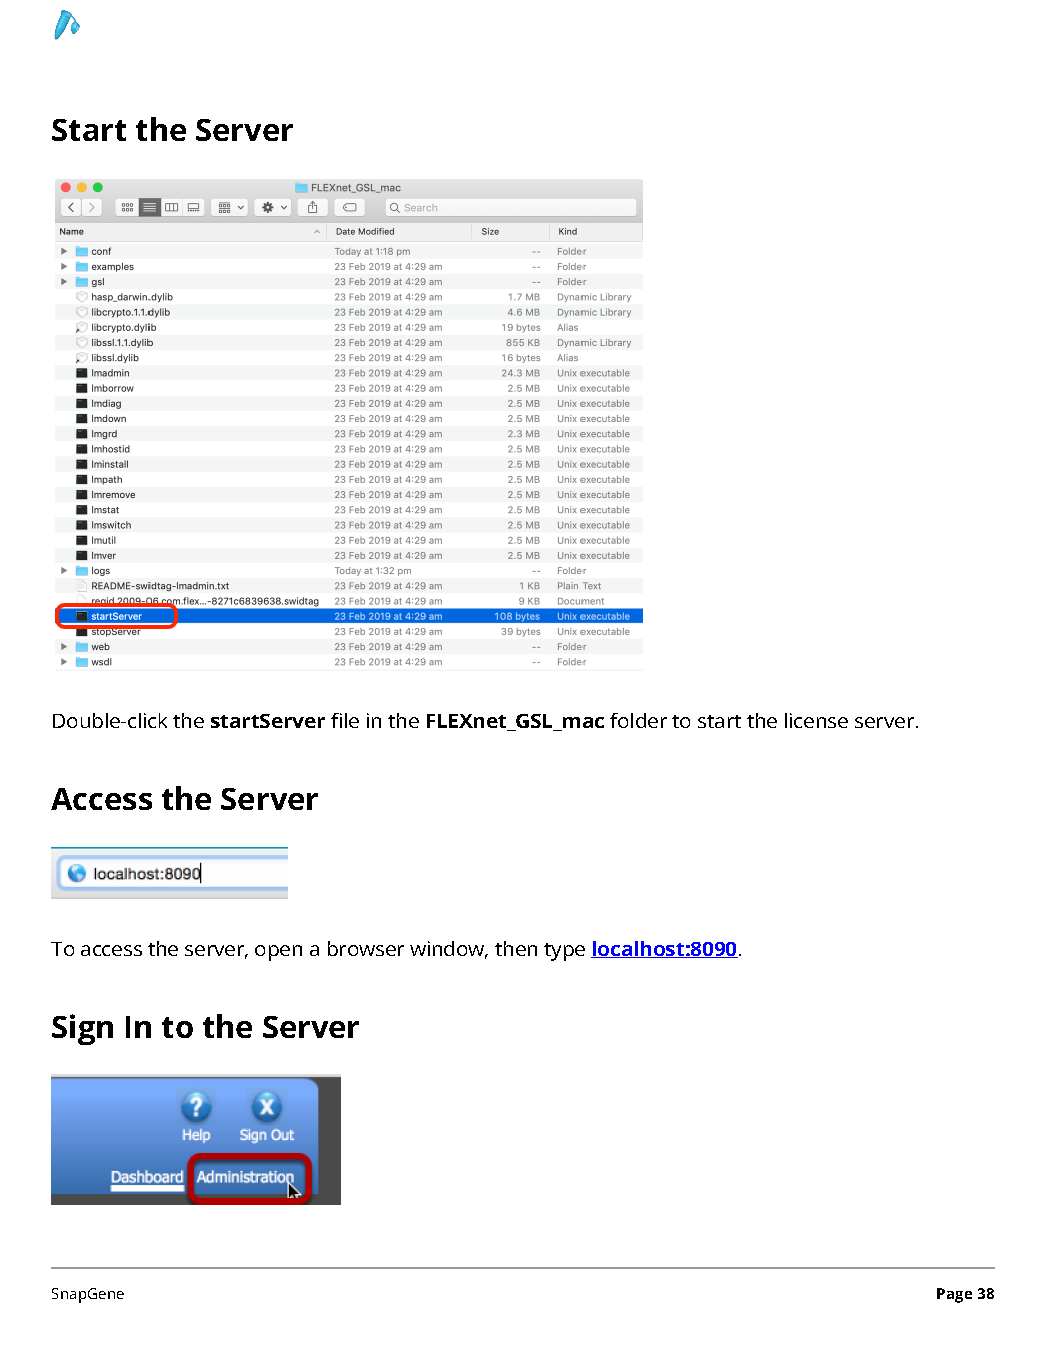 Start the Server
FLEXnet_GSL_mac
Search
Name Date Modified Size Kind
conf Today at 1:18 pm -- Folder
examples 23 Feb 2019 at 4:29 am -- Folder
gsl 23 Feb 2019 at 4:29 am -- Folder
hasp_darwin.dylib 23 Feb 2019 at 4:29 am 1.7 MB Dynamic Library
libcrypto.1.1.dylib 23 Feb 2019 at 4:29 am 4.6 MB Dynamic Library
libcrypto.dylib 23 Feb 2019 at 4:29 am 19 bytes Alias
libssl.1.1.dylib 23 Feb 2019 at 4:29 am 855 KB Dynamic Library
libssl.dylib 23 Feb 2019 at 4:29 am 16 bytes Alias
lmadmin 23 Feb 2019 at 4:29 am 24.3 MB Unix executable
lmborrow 23 Feb 2019 at 4:29 am 2.5 MB Unix executable
lmdiag 23 Feb 2019 at 4:29 am 2.5 MB Unix executable
lmdown 23 Feb 2019 at 4:29 am 2.5 MB Unix executable
lmgrd 23 Feb 2019 at 4:29 am 2.3 MB Unix executable
lmhostid 23 Feb 2019 at 4:29 am 2.5 MB Unix executable
lminstall 23 Feb 2019 at 4:29 am 2.5 MB Unix executable
lmpath 23 Feb 2019 at 4:29 am 2.5 MB Unix executable
lmremove 23 Feb 2019 at 4:29 am 2.5 MB Unix executable
lmstat 23 Feb 2019 at 4:29 am 2.5 MB Unix executable
lmswitch 23 Feb 2019 at 4:29 am 2.5 MB Unix executable
lmutil 23 Feb 2019 at 4:29 am 2.5 MB Unix executable
lmver 23 Feb 2019 at 4:29 am 2.5 MB Unix executable
logs Today at 1:32 pm -- Folder
README-swidtag-lmadmin.txt 23 Feb 2019 at 4:29 am 1 KB Plain Text
regid.2009-06.com.flex...-8271c6839638.swidtag 23 Feb 2019 at 4:29 am 9 KB Document
startServer 23 Feb 2019 at 4:29 am 108 bytes Unix executable
stopServer 23 Feb 2019 at 4:29 am 39 bytes Unix executable
web 23 Feb 2019 at 4:29 am -- Folder
wsdl 23 Feb 2019 at 4:29 am -- Folder
Double-click the startServer file in the FLEXnet_GSL_mac folder to start the license server.
Access the Server
localhost:8090
To access the server, open a browser window, then type localhost:8090.
Sign In to the Server
Help Sign Out
Dashboard Administration
SnapGene Page 38